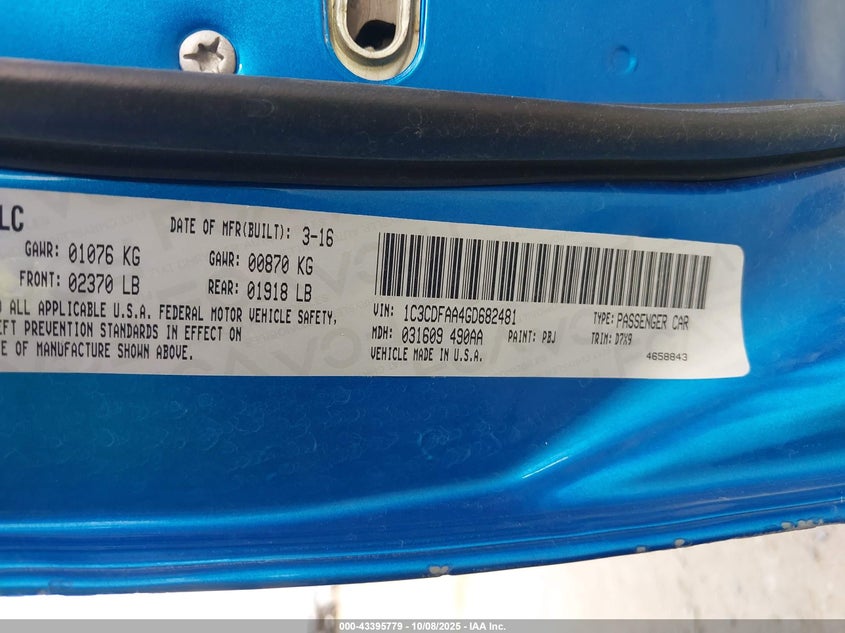 LC
DATE OF MFR(BUILT): 3-16
GAWR: 01076 KG GAWR: 00870 KG
FRONT: 02370 LB REAR: 01918 LB
O ALL APPLICABLE U.S.A. FEDERAL MOTOR VEHICLE SAFETY,
EFT PREVENTION STANDARDS IN EFFECT ON
E OF MANUFACTURE SHOWN ABOVE.
VIN: 1C3CDFAA4GD682481 TYPE: PASSENGER CAR
MDH: 031609 490AA PAINT: PBJ TRIM: D7X9
VEHICLE MADE IN U.S.A. 4658843
000-43395779 - 10/08/2025 - IAA Inc.